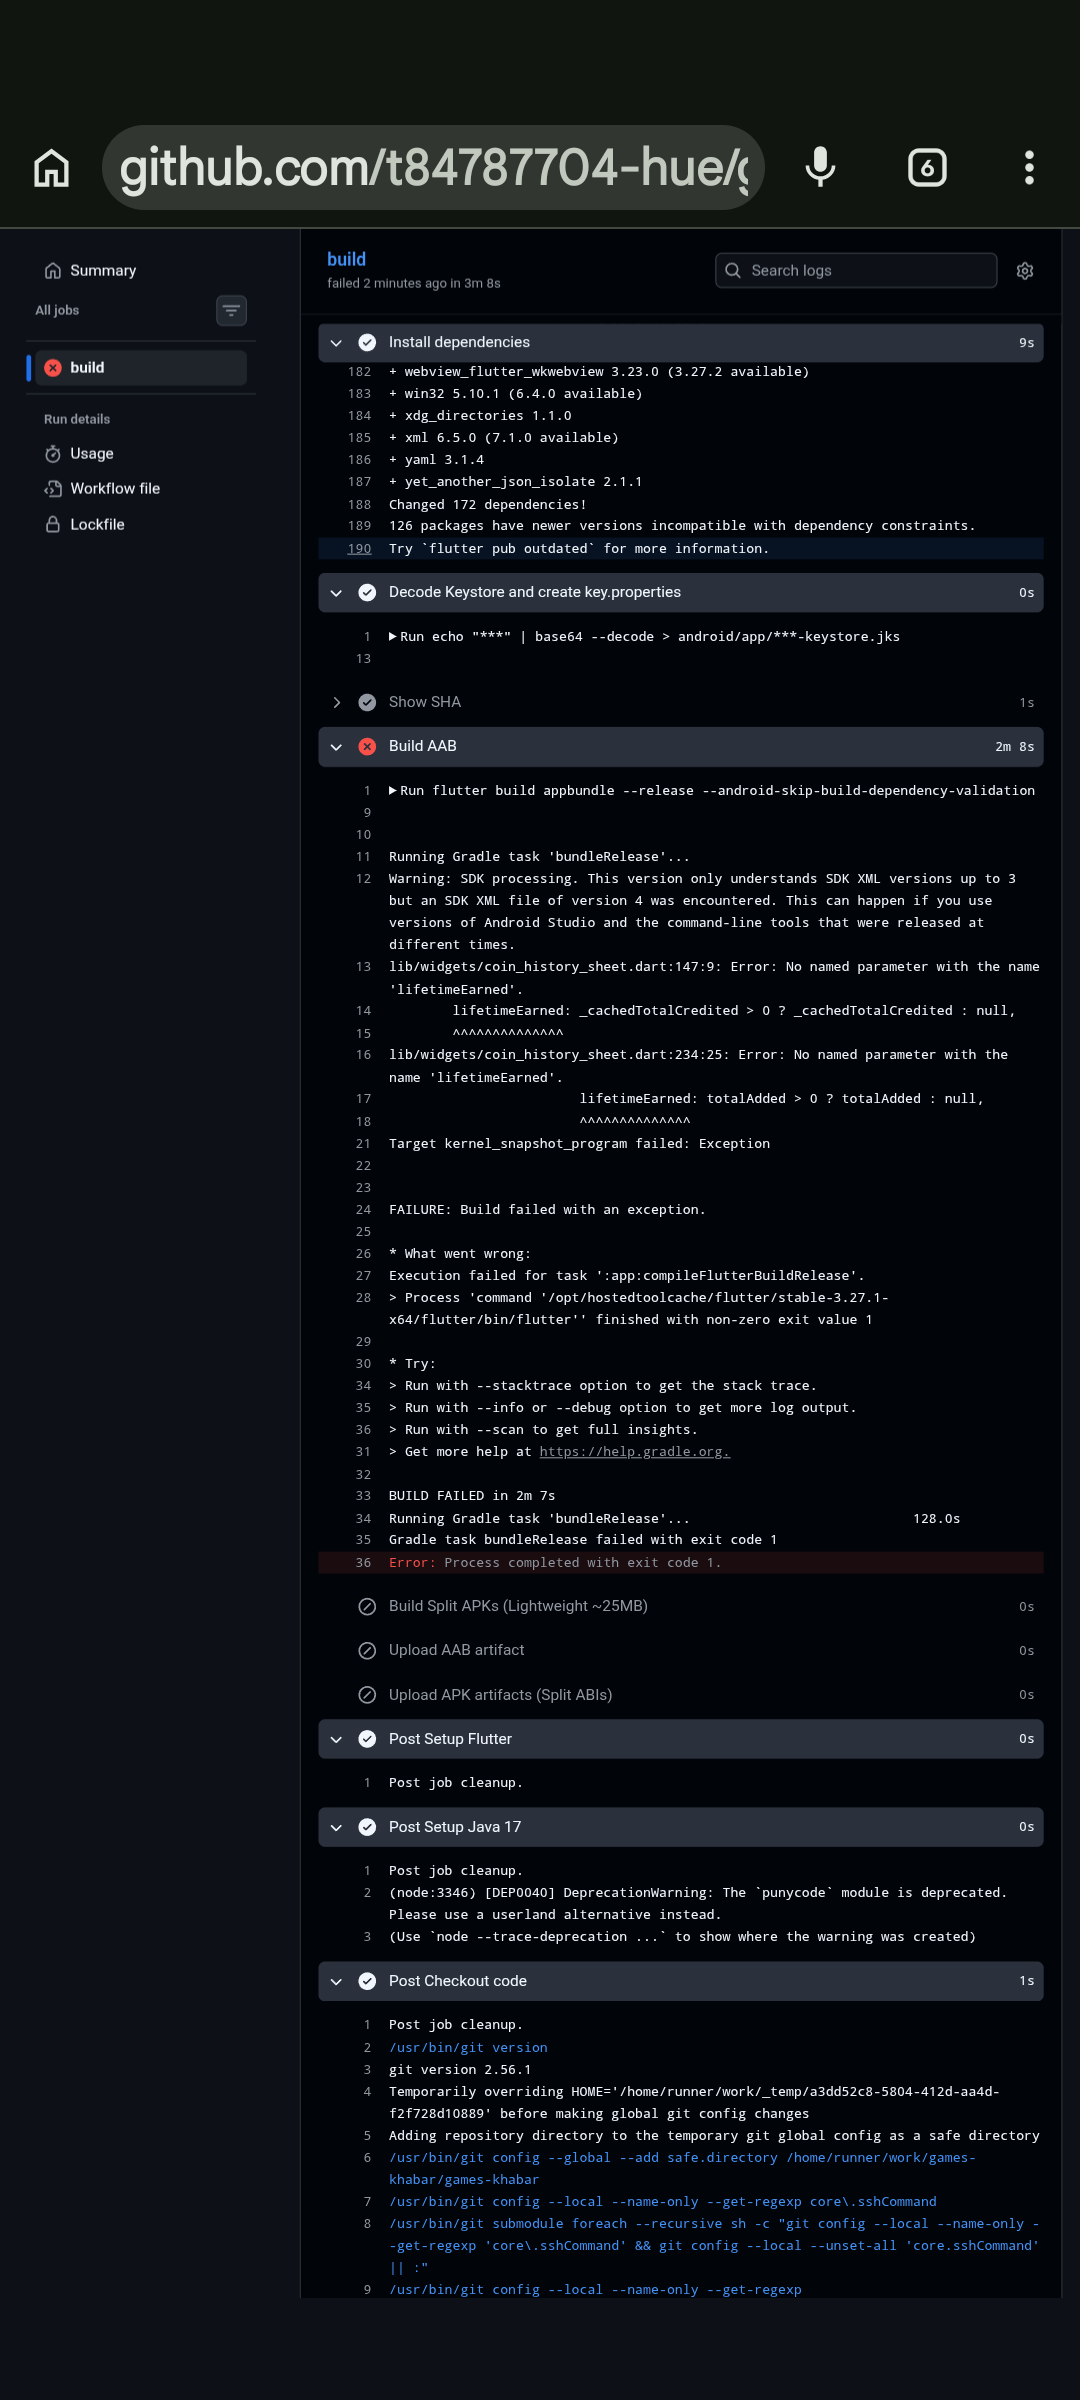 github.com/t84787704-hue/g
6
Summary
All jobs
build
Run details
Usage
Workflow file
Lockfile
build
failed 2 minutes ago in 3m 8s
Search logs
Install dependencies 9s
182 + webview_flutter_wkwebview 3.23.0 (3.27.2 available)
183 + win32 5.10.1 (6.4.0 available)
184 + xdg_directories 1.1.0
185 + xml 6.5.0 (7.1.0 available)
186 + yaml 3.1.4
187 + yet_another_json_isolate 2.1.1
188 Changed 172 dependencies!
189 126 packages have newer versions incompatible with dependency constraints.
190 Try `flutter pub outdated` for more information.
Decode Keystore and create key.properties 0s
1 ▶Run echo "***" | base64 --decode > android/app/***-keystore.jks
13
Show SHA 1s
Build AAB 2m 8s
1 ▶Run flutter build appbundle --release --android-skip-build-dependency-validation
9
10
11 Running Gradle task 'bundleRelease'...
12 Warning: SDK processing. This version only understands SDK XML versions up to 3
but an SDK XML file of version 4 was encountered. This can happen if you use
versions of Android Studio and the command-line tools that were released at
different times.
13 lib/widgets/coin_history_sheet.dart:147:9: Error: No named parameter with the name
'lifetimeEarned'.
14 lifetimeEarned: _cachedTotalCredited > 0 ? _cachedTotalCredited : null,
15 ^^^^^^^^^^^^^^
16 lib/widgets/coin_history_sheet.dart:234:25: Error: No named parameter with the
name 'lifetimeEarned'.
17 lifetimeEarned: totalAdded > 0 ? totalAdded : null,
18 ^^^^^^^^^^^^^^
21 Target kernel_snapshot_program failed: Exception
22
23
24 FAILURE: Build failed with an exception.
25
26 * What went wrong:
27 Execution failed for task ':app:compileFlutterBuildRelease'.
28 > Process 'command '/opt/hostedtoolcache/flutter/stable-3.27.1-
x64/flutter/bin/flutter'' finished with non-zero exit value 1
29
30 * Try:
34 > Run with --stacktrace option to get the stack trace.
35 > Run with --info or --debug option to get more log output.
36 > Run with --scan to get full insights.
31 > Get more help at https://help.gradle.org.
32
33 BUILD FAILED in 2m 7s
34 Running Gradle task 'bundleRelease'... 128.0s
35 Gradle task bundleRelease failed with exit code 1
36 Error: Process completed with exit code 1.
Build Split APKs (Lightweight ~25MB) 0s
Upload AAB artifact 0s
Upload APK artifacts (Split ABIs) 0s
Post Setup Flutter 0s
1 Post job cleanup.
Post Setup Java 17 0s
1 Post job cleanup.
2 (node:3346) [DEP0040] DeprecationWarning: The `punycode` module is deprecated.
Please use a userland alternative instead.
3 (Use `node --trace-deprecation ...` to show where the warning was created)
Post Checkout code 1s
1 Post job cleanup.
2 /usr/bin/git version
3 git version 2.56.1
4 Temporarily overriding HOME='/home/runner/work/_temp/a3dd52c8-5804-412d-aa4d-
f2f728d10889' before making global git config changes
5 Adding repository directory to the temporary git global config as a safe directory
6 /usr/bin/git config --global --add safe.directory /home/runner/work/games-
khabar/games-khabar
7 /usr/bin/git config --local --name-only --get-regexp core\.sshCommand
8 /usr/bin/git submodule foreach --recursive sh -c "git config --local --name-only -
-get-regexp 'core\.sshCommand' && git config --local --unset-all 'core.sshCommand'
|| :"
9 /usr/bin/git config --local --name-only --get-regexp